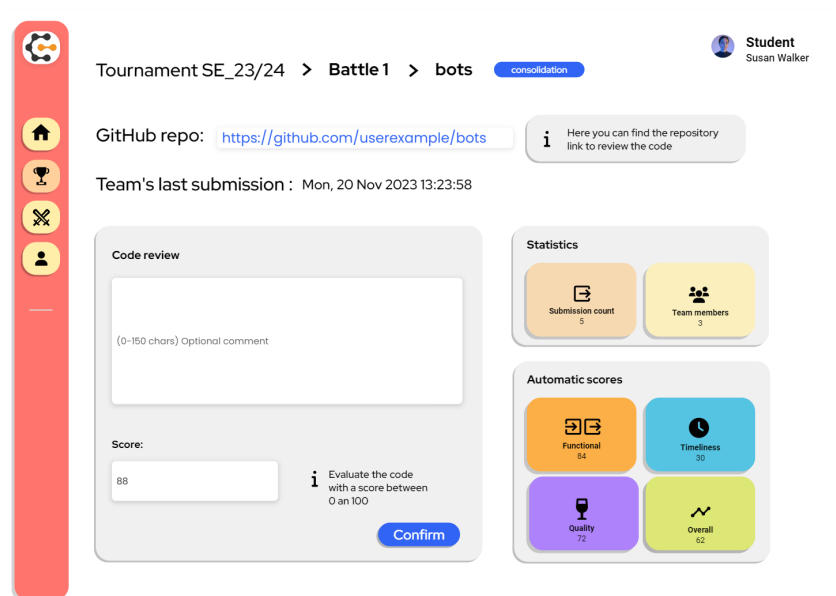 Student
Susan Walker
Tournament SE_23/24 > Battle 1 > bots consolidation
GitHub repo: https://github.com/userexample/bots
Here you can find the repository
link to review the code
Team's last submission : Mon, 20 Nov 2023 13:23:58
Code review
(0-150 chars) Optional comment
Score:
88
Evaluate the code
with a score between
0 an 100
Confirm
Statistics
Submission count
5
Team members
3
Automatic scores
Functional
84
Timeliness
30
Quality
72
Overall
62